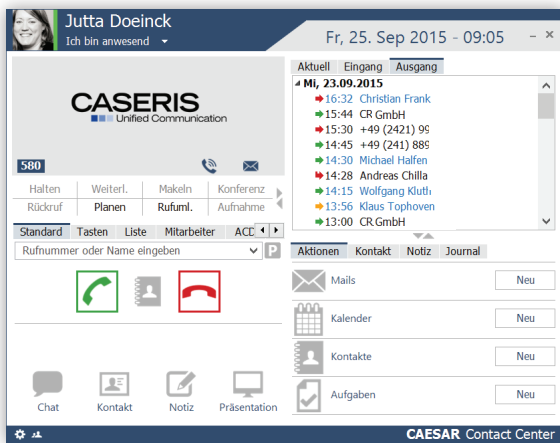 Jutta Doeinck
Ich bin anwesend
Fr, 25. Sep 2015 - 09:05
CASERIS
Unified Communication
580
Halten Weiterl. Makeln Konferenz
Rückruf Planen Rufuml. Aufnahme
Standard Tasten Liste Mitarbeiter ACD
Rufnummer oder Name eingeben
P
Chat Kontakt Notiz Präsentation
Aktuell Eingang Ausgang
Mi, 23.09.2015
16:32 Christian Frank
15:44 CR GmbH
15:30 +49 (2421) 99
14:45 +49 (241) 889
14:30 Michael Halfen
14:28 Andreas Chilla
14:15 Wolfgang Kluth
13:56 Klaus Tophoven
13:00 CR GmbH
Aktionen Kontakt Notiz Journal
Mails Neu
Kalender Neu
Kontakte Neu
Aufgaben Neu
CAESAR Contact Center